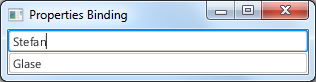 Properties Binding
Stefan
Glase